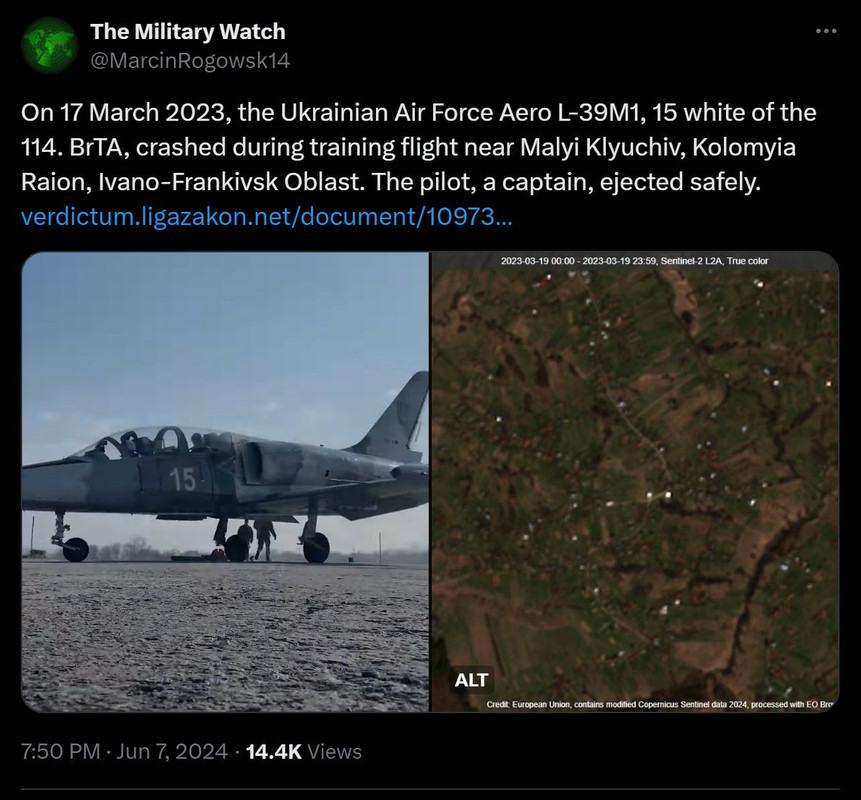 The Military Watch
@MarcinRogowsk14
On 17 March 2023, the Ukrainian Air Force Aero L-39M1, 15 white of the
114. BrTA, crashed during training flight near Malyi Klyuchiv, Kolomyia
Raion, Ivano-Frankivsk Oblast. The pilot, a captain, ejected safely.
verdictum.ligazakon.net/document/10973...
2023-03-19 00:00 - 2023-03-19 23:59, Sentinel-2 L2A, True color
15
ALT
Credit: European Union, contains modified Copernicus Sentinel data 2024, processed with EO
7:50 PM · Jun 7, 2024 · 14.4K Views